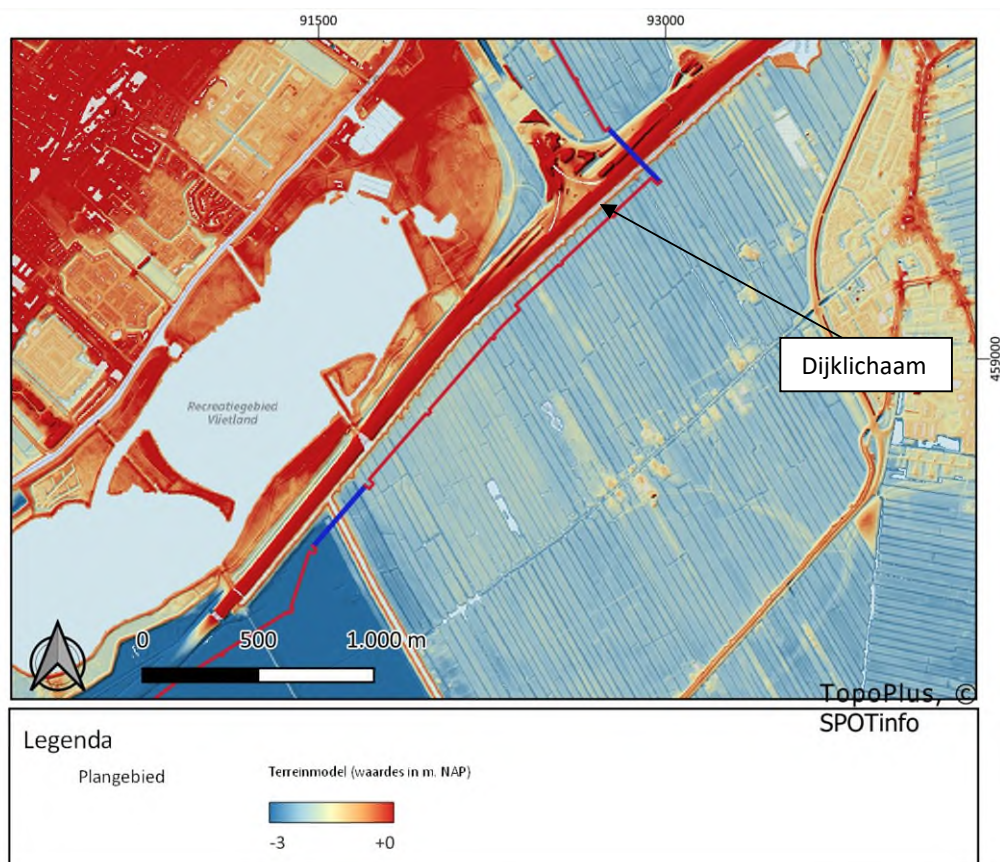 91500
93000
459000
Dijklichaam
Recreatiegebied
Vlietland
0 500 1.000 m
TopoPlus, ©
SPOTinfo
Legenda
Plangebied
Terreinmodel (waardes in m. NAP)
-3 +0